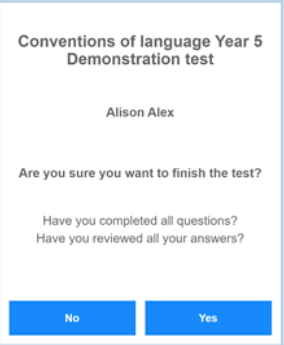 Conventions of language Year 5
Demonstration test
Alison Alex
Are you sure you want to finish the test?
Have you completed all questions?
Have you reviewed all your answers?
No
Yes